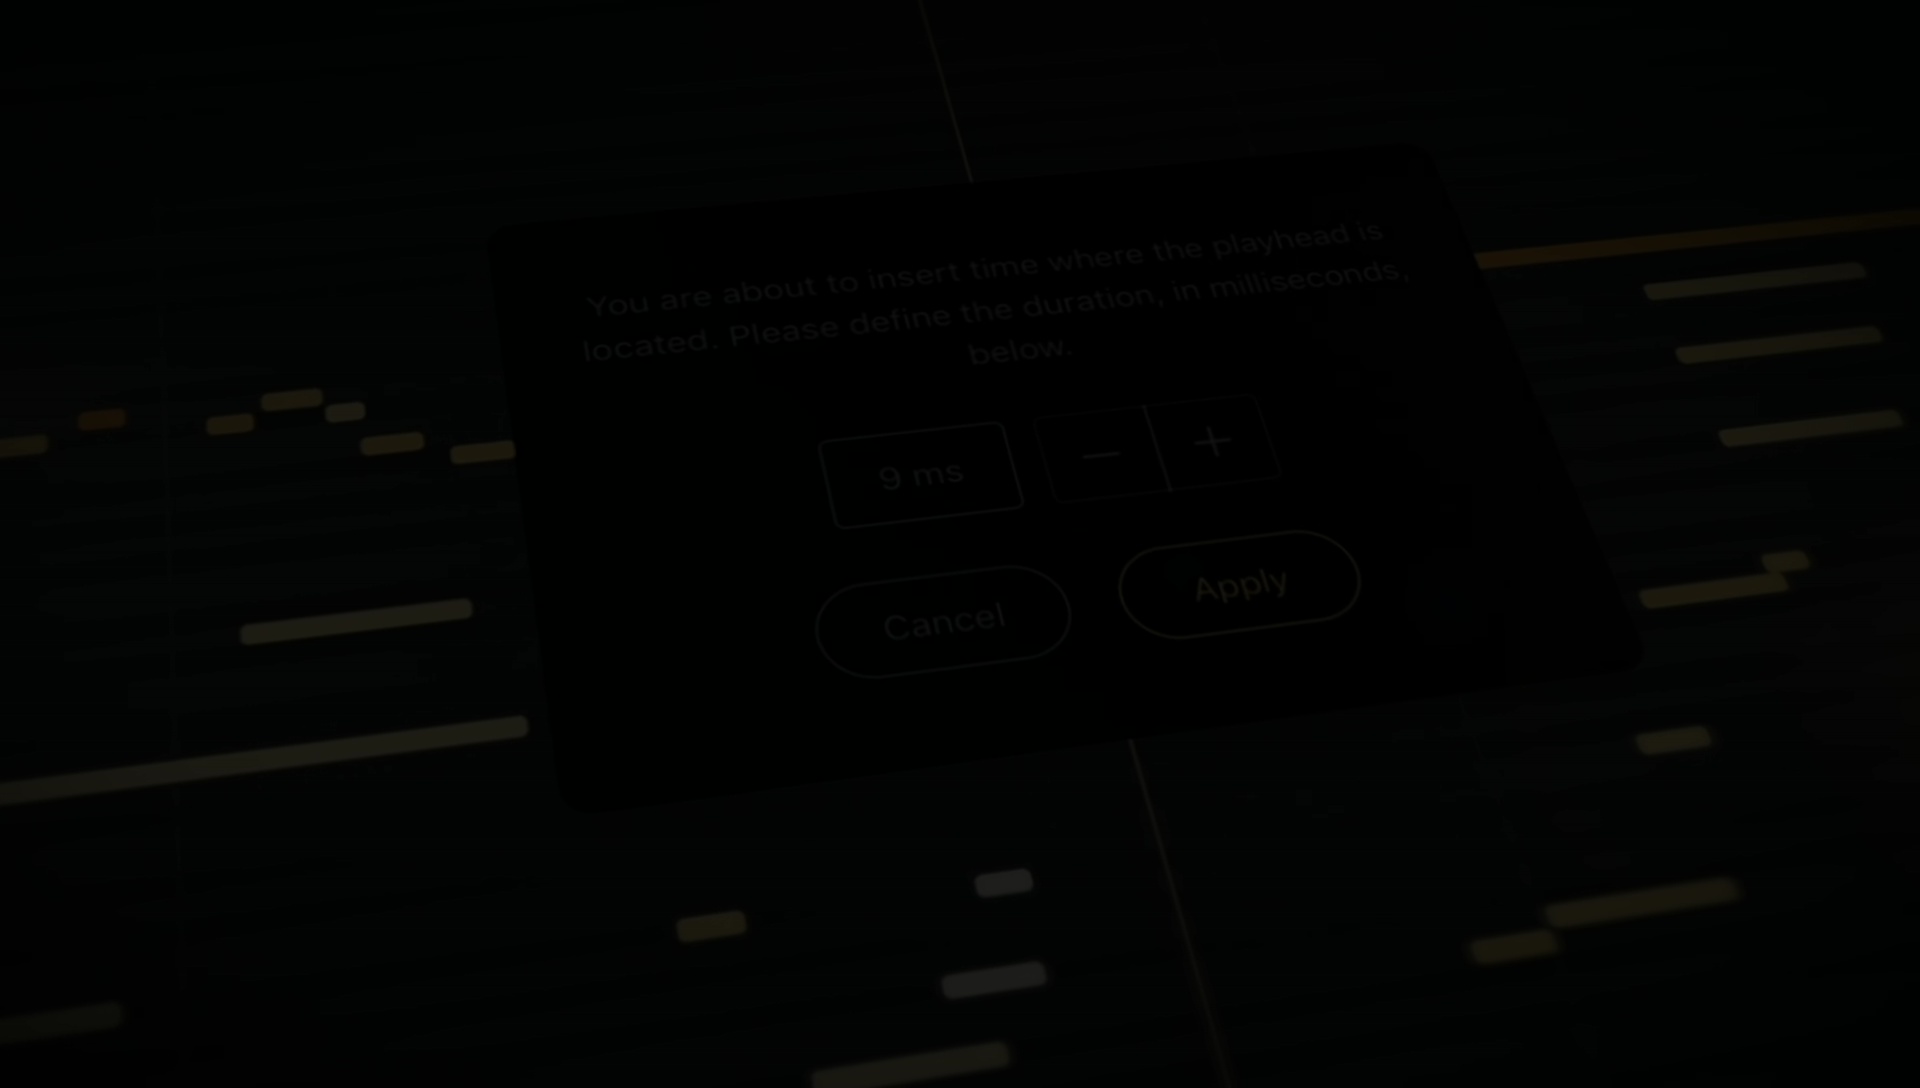 You are about to insert time where the playhead is
located. Please define the duration, in milliseconds,
below.
9 ms
Cancel
Apply